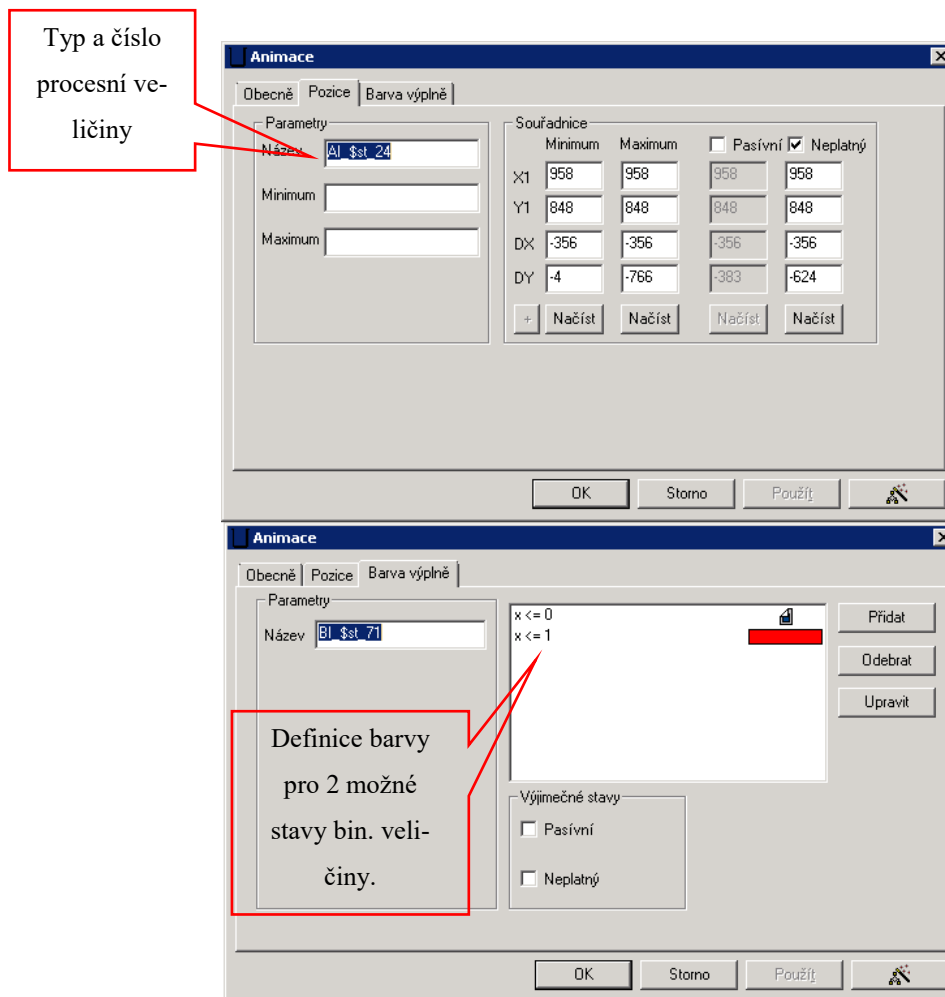 Typ a číslo
procesní ve-
ličiny
Animace
Obecně Pozice Barva výplně
Parametry
Název AI_$st_24
Minimum
Maximum
Souřadnice
Minimum Maximum Pasívní Neplatný
X1 958 958 958 958
Y1 848 848 848 848
DX -356 -356 -356 -356
DY -4 -766 -383 -624
+ Načíst Načíst Načíst Načíst
OK Storno Použít
Animace
Obecně Pozice Barva výplně
Parametry
Název BI_$st_71
x <= 0
x <= 1
Přidat
Odebrat
Upravit
Definice barvy
pro 2 možné
stavy bin. veli-
činy.
Výjimečné stavy
Pasívní
Neplatný
OK Storno Použít